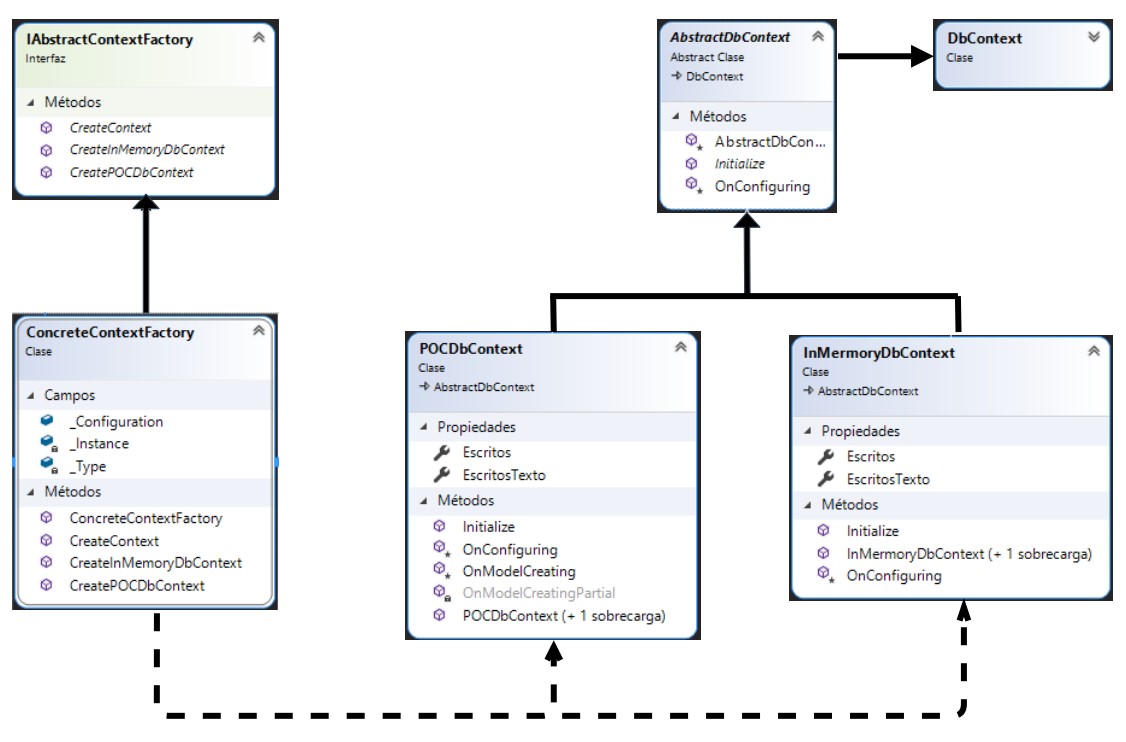 IAbstractContextFactory
Interfaz
Métodos
CreateContext
CreateInMemoryDbContext
CreatePOCDbContext
AbstractDbContext
Abstract Clase
DbContext
Métodos
AbstractDbCon...
Initialize
OnConfiguring
DbContext
Clase
ConcreteContextFactory
Clase
Campos
_Configuration
_Instance
_Type
Métodos
ConcreteContextFactory
CreateContext
CreateInMemoryDbContext
CreatePOCDbContext
POCDbContext
Clase
AbstractDbContext
Propiedades
Escritos
EscritosTexto
Métodos
Initialize
OnConfiguring
OnModelCreating
OnModelCreatingPartial
POCDbContext (+ 1 sobrecarga)
InMermoryDbContext
Clase
AbstractDbContext
Propiedades
Escritos
EscritosTexto
Métodos
Initialize
InMermoryDbContext (+ 1 sobrecarga)
OnConfiguring